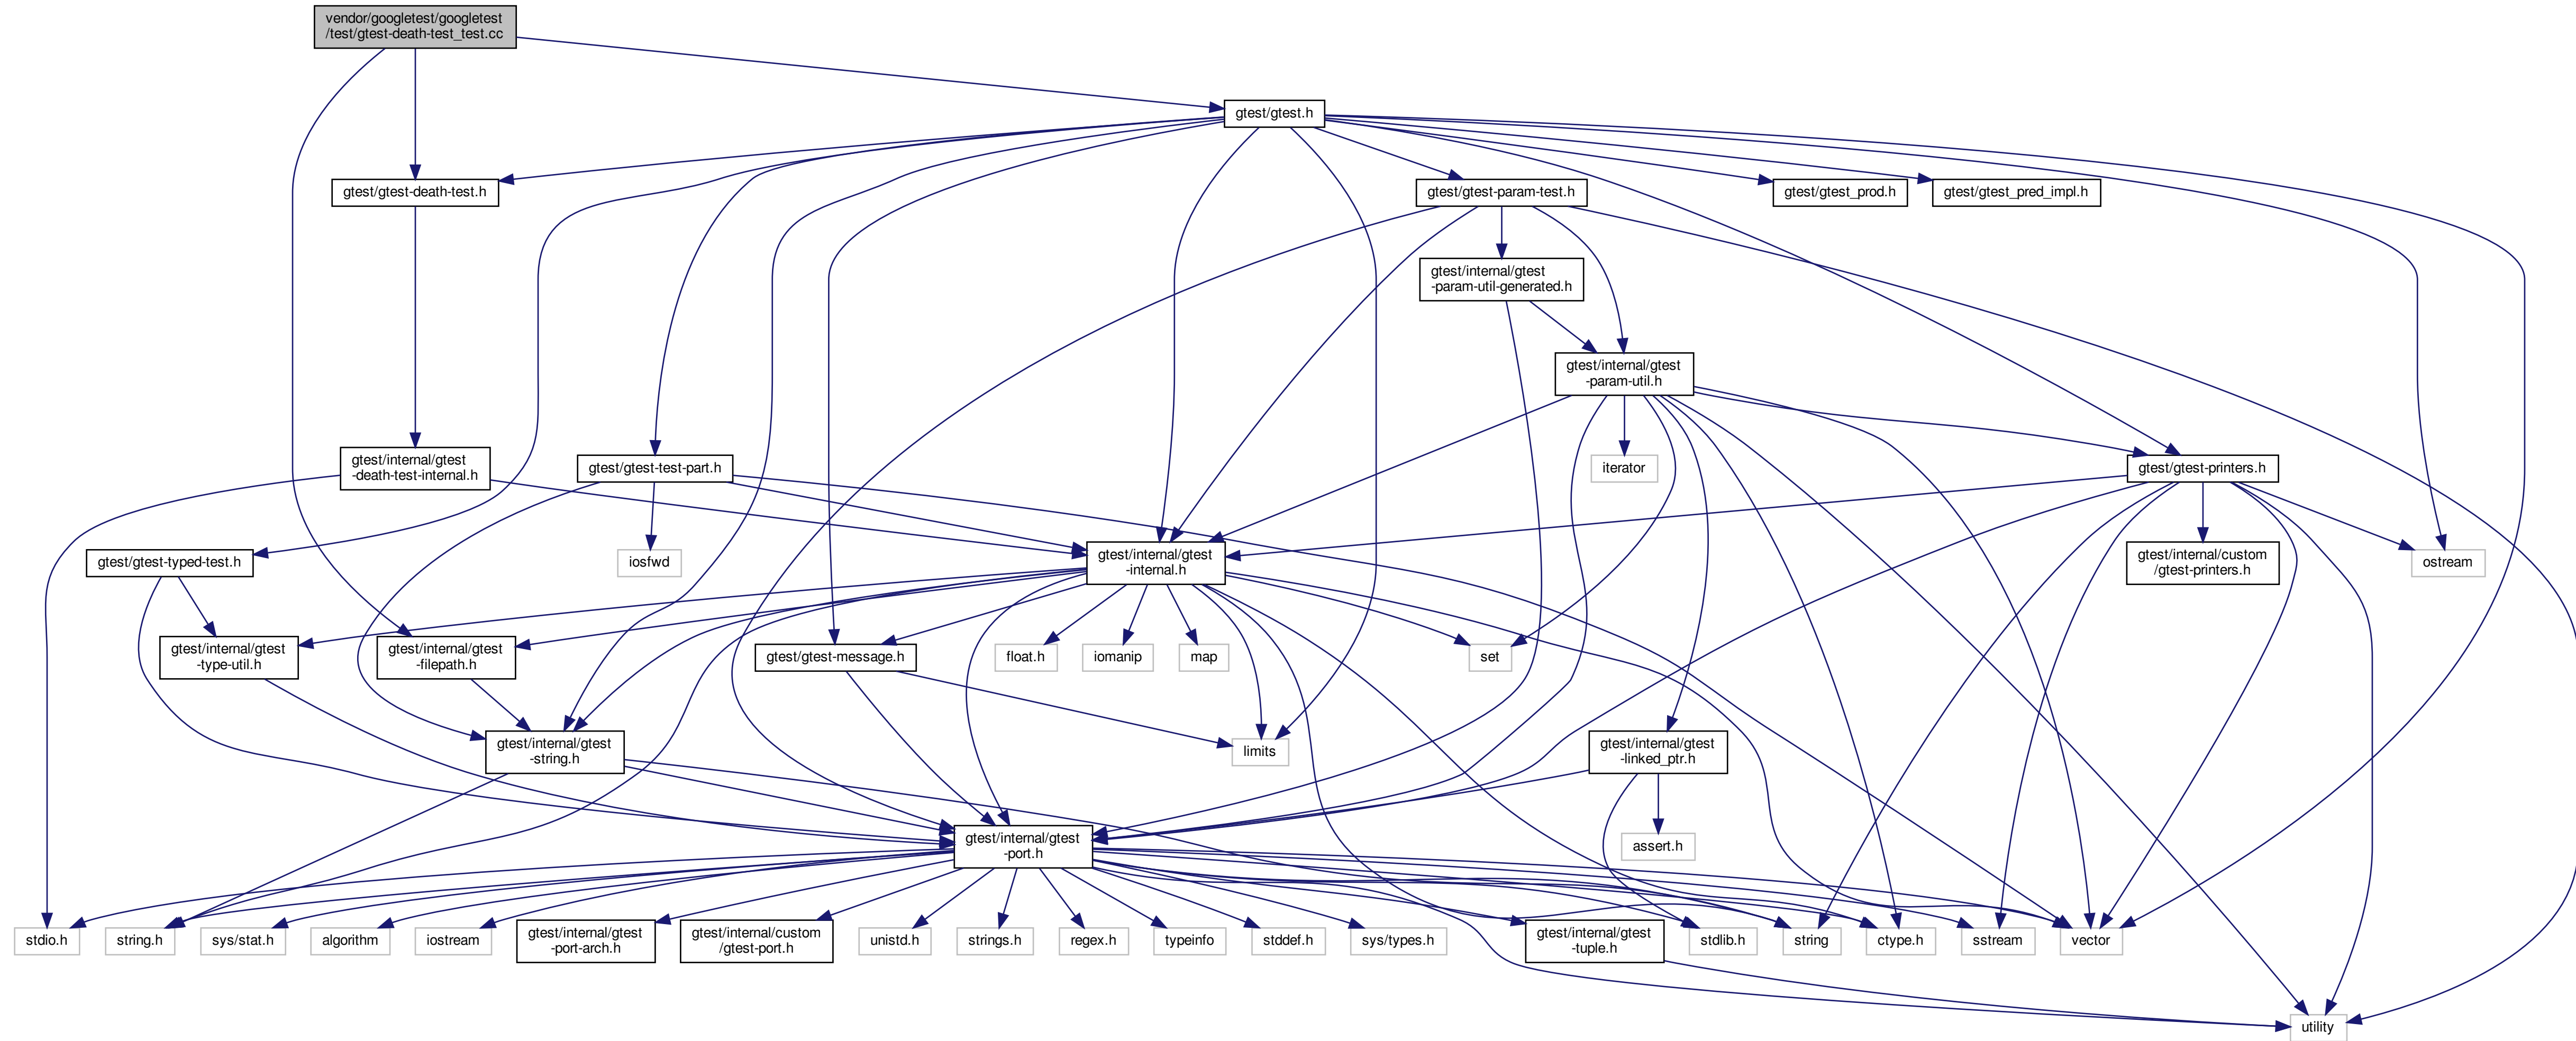 vendor/googletest/googletest
/test/gtest-death-test_test.cc
gtest/gtest.h
gtest/gtest-death-test.h
gtest/gtest-param-test.h
gtest/gtest_prod.h
gtest/gtest_pred_impl.h
gtest/internal/gtest
-param-util-generated.h
gtest/internal/gtest
-param-util.h
gtest/internal/gtest
-death-test-internal.h
gtest/gtest-test-part.h
iterator
gtest/gtest-printers.h
gtest/gtest-typed-test.h
iosfwd
gtest/internal/gtest
-internal.h
gtest/internal/custom
/gtest-printers.h
ostream
gtest/internal/gtest
-type-util.h
gtest/internal/gtest
-filepath.h
gtest/gtest-message.h
float.h
iomanip
map
set
gtest/internal/gtest
-string.h
limits
gtest/internal/gtest
-linked_ptr.h
gtest/internal/gtest
-port.h
assert.h
stdio.h
string.h
sys/stat.h
algorithm
iostream
gtest/internal/gtest
-port-arch.h
gtest/internal/custom
/gtest-port.h
unistd.h
strings.h
regex.h
typeinfo
stddef.h
sys/types.h
gtest/internal/gtest
-tuple.h
stdlib.h
string
ctype.h
sstream
vector
utility